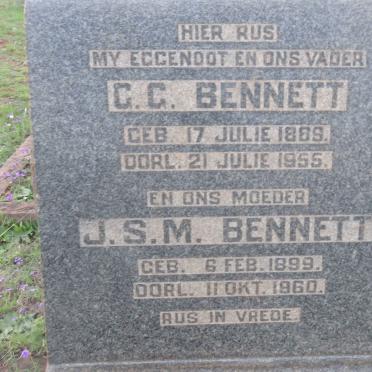 HIER RUS
MY EGGENOOT EN ONS VADER
G.G. BENNETT
GEB. 17 JULIE 1889.
OORL. 21 JULIE 1955.
EN ONS MOEDER
J.S.M. BENNETT
GEB. 6 FEB. 1899.
OORL. 11 OKT. 1960.
RUS IN VREDE.